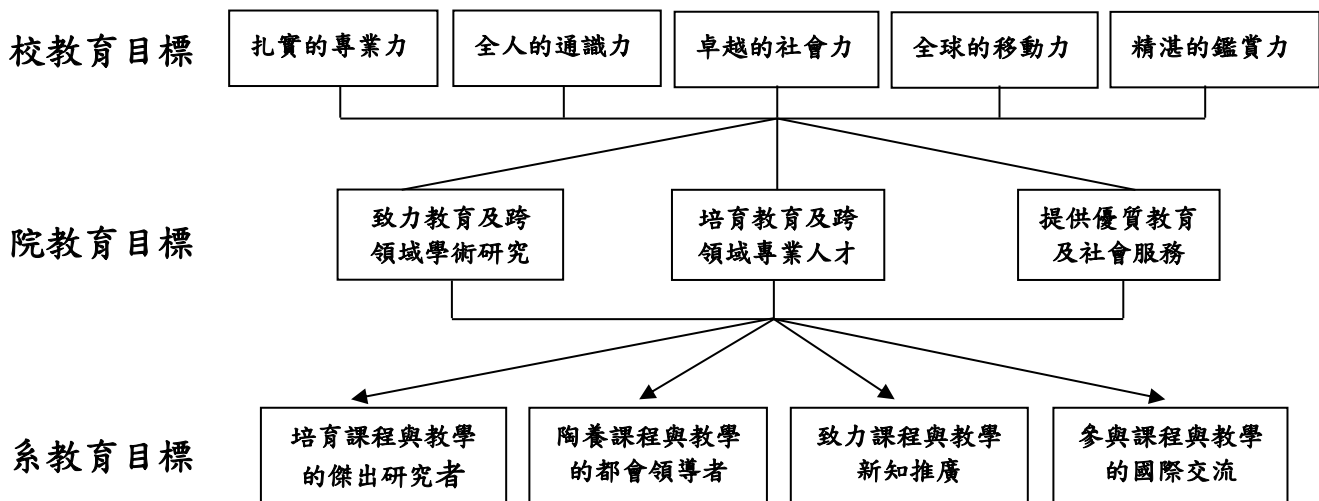 校教育目標
扎實的專業力
全人的通識力
卓越的社會力
全球的移動力
精湛的鑑賞力
院教育目標
致力教育及跨
領域學術研究
培育教育及跨
領域專業人才
提供優質教育
及社會服務
系教育目標
培育課程與教學
的傑出研究者
陶養課程與教學
的都會領導者
致力課程與教學
新知推廣
參與課程與教學
的國際交流